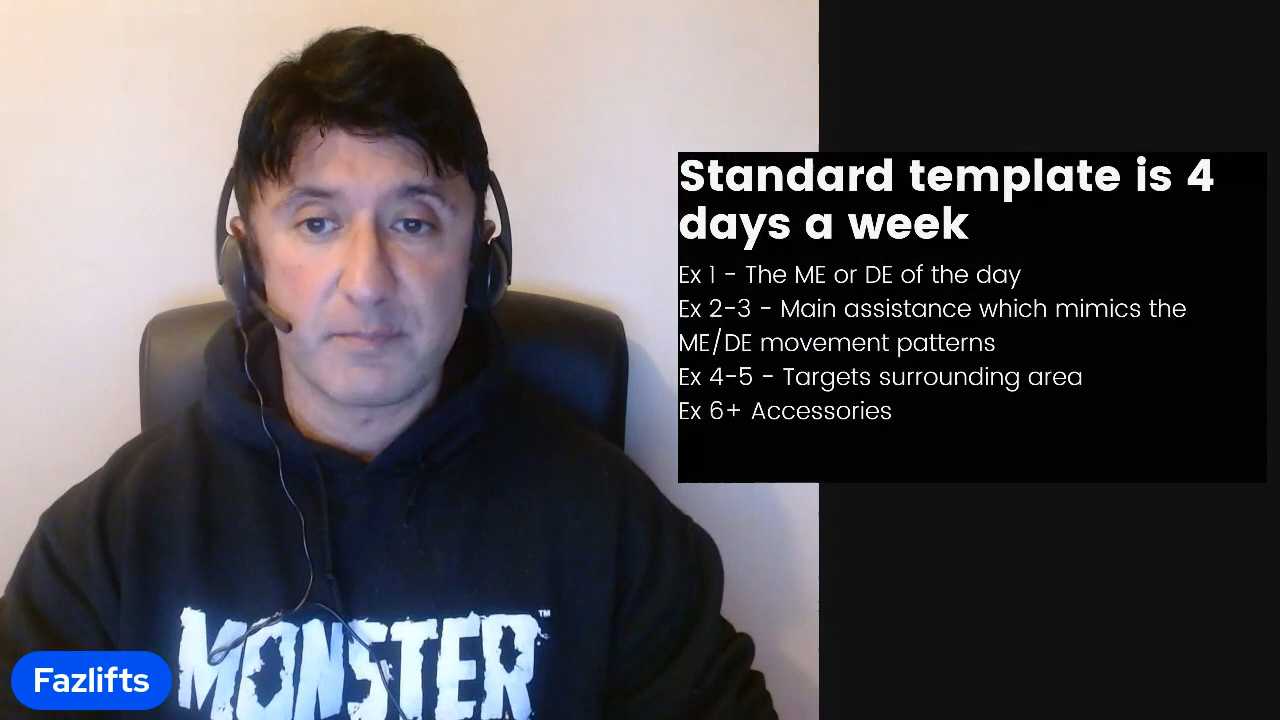 Standard template is 4
days a week
Ex 1 - The ME or DE of the day
Ex 2-3 - Main assistance which mimics the
ME/DE movement patterns
Ex 4-5 - Targets surrounding area
Ex 6+ Accessories
MONSTER™
Fazlifts